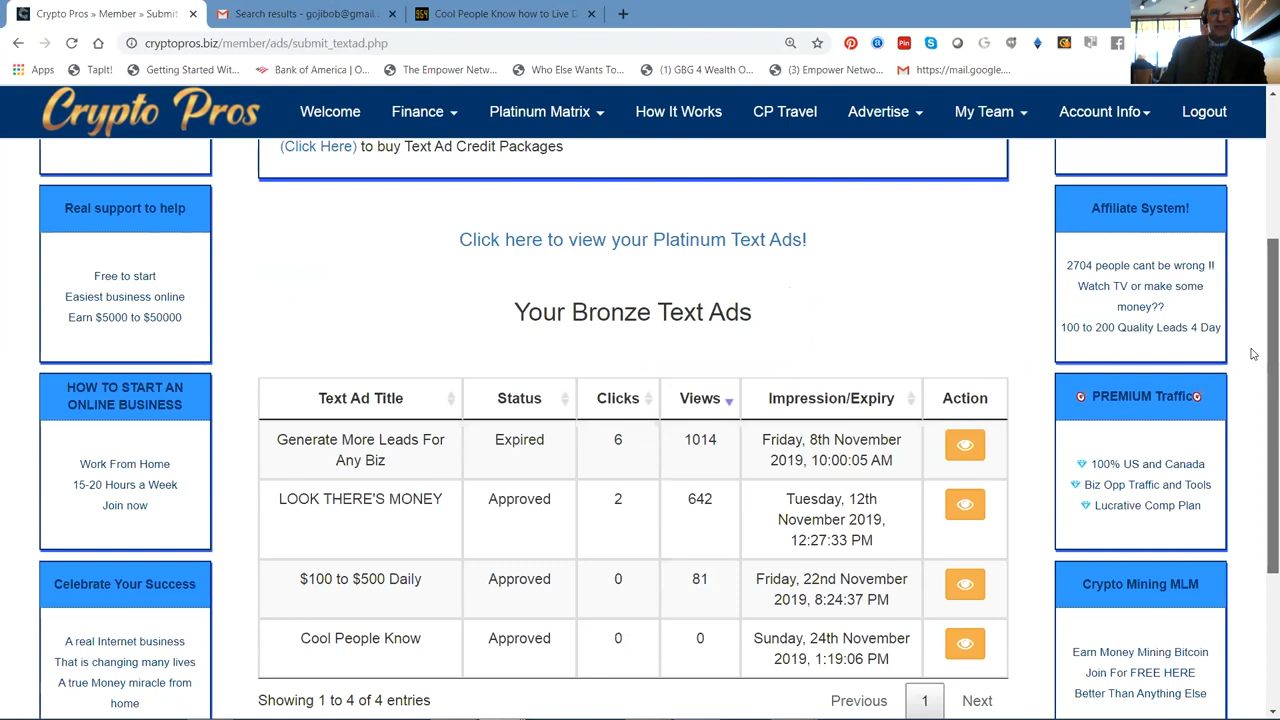 Crypto Pros » Member » Submit
Search results - gojibob@gmail.
Cool People Know how to Live D
cryptopros.biz/member/ads/submit_textad.php
Apps
TapIt!
Getting Started Wit...
Bank of America | O...
The Empower Netw...
Who Else Wants To...
(1) GBG 4 Wealth O...
(3) Empower Netwo...
https://mail.google....
Crypto Pros
Welcome
Finance
Platinum Matrix
How It Works
CP Travel
Advertise
My Team
Account Info
Logout
(Click Here) to buy Text Ad Credit Packages
Real support to help
Free to start
Easiest business online
Earn $5000 to $50000
HOW TO START AN
ONLINE BUSINESS
Work From Home
15-20 Hours a Week
Join now
Celebrate Your Success
A real Internet business
That is changing many lives
A true Money miracle from
home
Click here to view your Platinum Text Ads!
Your Bronze Text Ads
Text Ad Title Status Clicks Views Impression/Expiry Action
Generate More Leads For Expired 6 1014 Friday, 8th November
Any Biz 2019, 10:00:05 AM
LOOK THERE'S MONEY Approved 2 642 Tuesday, 12th
November 2019,
12:27:33 PM
$100 to $500 Daily Approved 0 81 Friday, 22nd November
2019, 8:24:37 PM
Cool People Know Approved 0 0 Sunday, 24th November
2019, 1:19:06 PM
Showing 1 to 4 of 4 entries
Previous 1 Next
Affiliate System!
2704 people cant be wrong !!
Watch TV or make some
money??
100 to 200 Quality Leads 4 Day
PREMIUM Traffic
100% US and Canada
Biz Opp Traffic and Tools
Lucrative Comp Plan
Crypto Mining MLM
Earn Money Mining Bitcoin
Join For FREE HERE
Better Than Anything Else